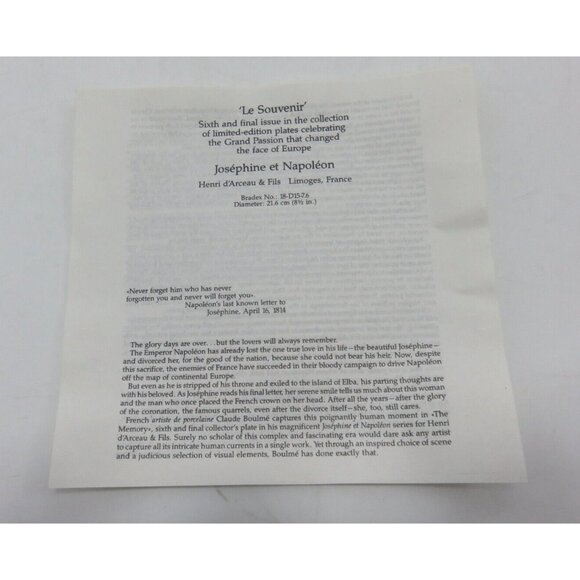 'Le Souvenir'
Sixth and final issue in the collection
of limited-edition plates celebrating
the Grand Passion that changed
the face of Europe
Joséphine et Napoléon
Henri d'Arceau & Fils Limoges, France
Bradex No.: 18-D15-2.6
Diameter: 21.6 cm (8½ in.)
«Never forget him who has never
forgotten you and never will forget you».
Napoléon's last known letter to
Joséphine, April 16, 1814
The glory days are over. . .but the lovers will always remember.
The Emperor Napoléon has already lost the one true love in his life—the beautiful Joséphine—
and divorced her, for the good of the nation, because she could not bear his heir. Now, despite
this sacrifice, the enemies of France have succeeded in their bloody campaign to drive Napoléon
off the map of continental Europe.
But even as he is stripped of his throne and exiled to the island of Elba, his parting thoughts are
with his beloved. As Joséphine reads his final letter, her serene smile tells us much about this woman
and the man who once placed the French crown on her head. After all the years—after the glory
of the coronation, the famous quarrels, even after the divorce itself—she, too, still cares.
French artiste de porcelaine Claude Boulmé captures this poignantly human moment in «The
Memory», sixth and final collector's plate in his magnificent Joséphine et Napoléon series for Henri
d'Arceau & Fils. Surely no scholar of this complex and fascinating era would dare ask any artist
to capture all its intricate human currents in a single work. Yet through an inspired choice of scene
and a judicious selection of visual elements, Boulmé has done exactly that.